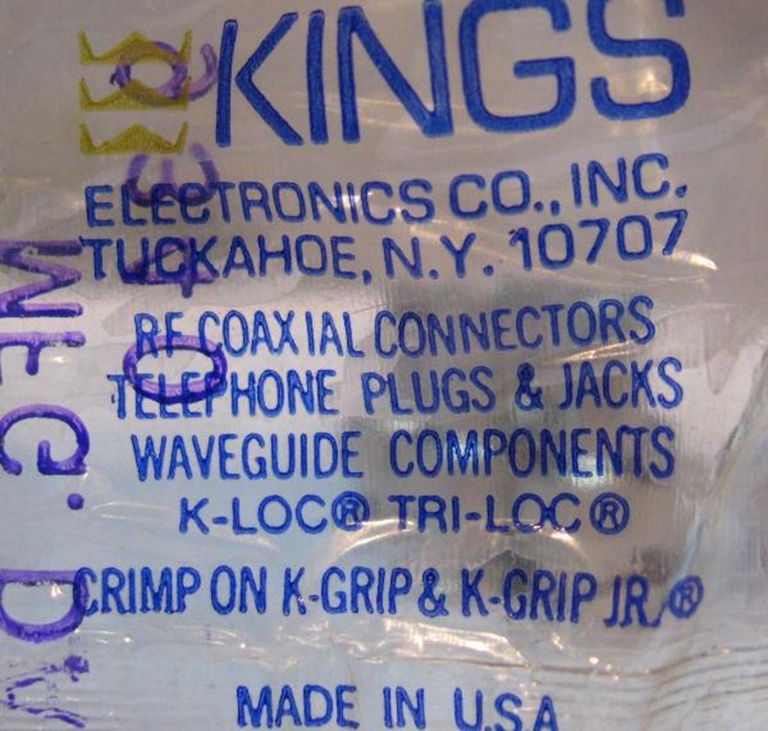 KINGS
ELECTRONICS CO., INC.
TUCKAHOE, N.Y. 10707
RF COAXIAL CONNECTORS
TELEPHONE PLUGS & JACKS
WAVEGUIDE COMPONENTS
K-LOC® TRI-LOC®
CRIMP ON K-GRIP & K-GRIP JR.®
MADE IN U.S.A